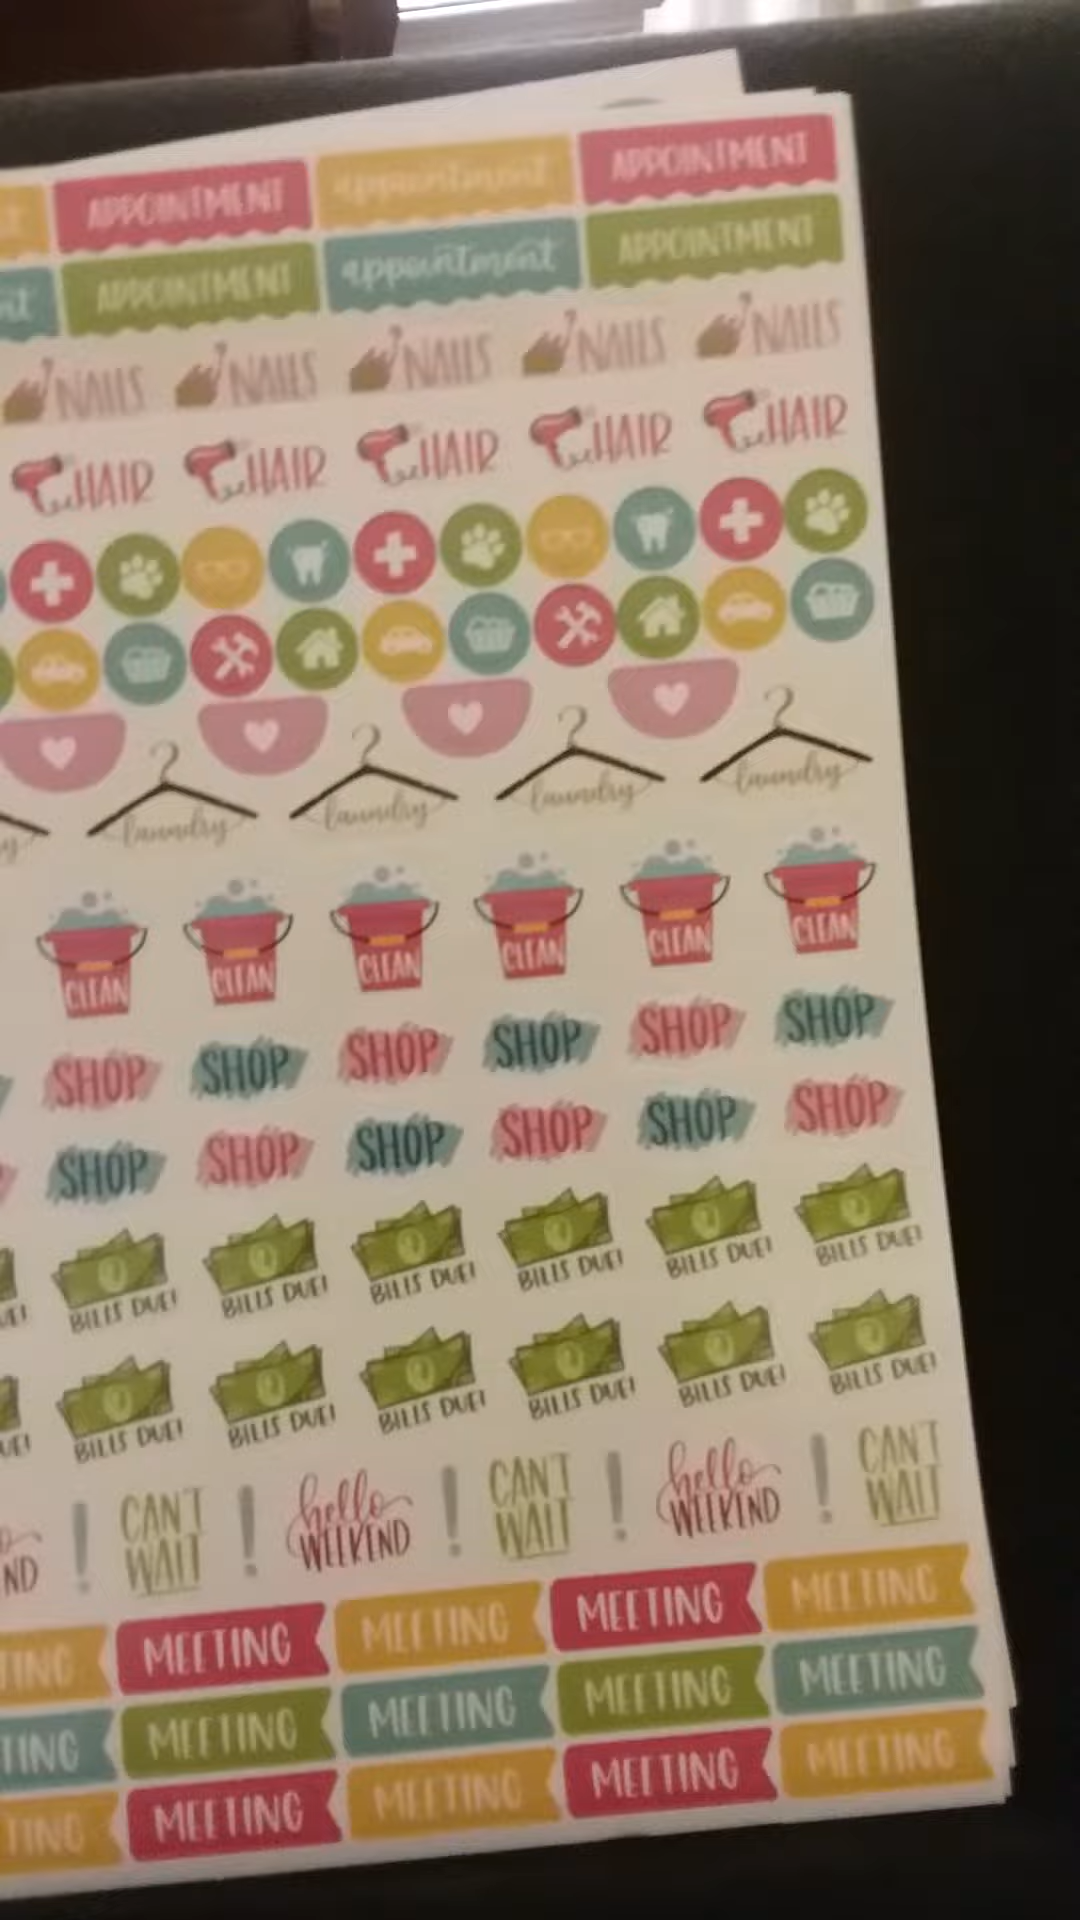 APPOINTMENT appointment APPOINTMENT
APPOINTMENT appointment APPOINTMENT
NAILS NAILS NAILS NAILS NAILS
HAIR HAIR HAIR HAIR HAIR
laundry laundry laundry laundry
CLEAN CLEAN CLEAN CLEAN CLEAN CLEAN
SHOP SHOP SHOP SHOP SHOP SHOP
SHOP SHOP SHOP SHOP SHOP SHOP
BILLS DUE! BILLS DUE! BILLS DUE! BILLS DUE! BILLS DUE! BILLS DUE!
BILLS DUE! BILLS DUE! BILLS DUE! BILLS DUE! BILLS DUE! BILLS DUE!
! CAN'T WAIT ! hello WEEKEND ! CAN'T WAIT ! hello WEEKEND ! CAN'T WAIT
MEETING MEETING MEETING MEETING
MEETING MEETING MEETING MEETING
MEETING MEETING MEETING MEETING